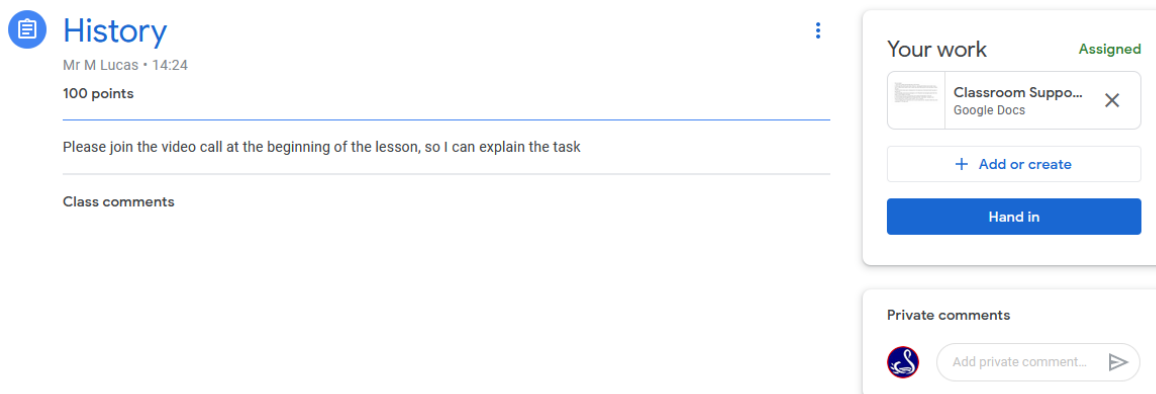 History
Mr M Lucas • 14:24
100 points
Please join the video call at the beginning of the lesson, so I can explain the task
Class comments
Your work
Assigned
Classroom Suppo...
Google Docs
+ Add or create
Hand in
Private comments
Add private comment...